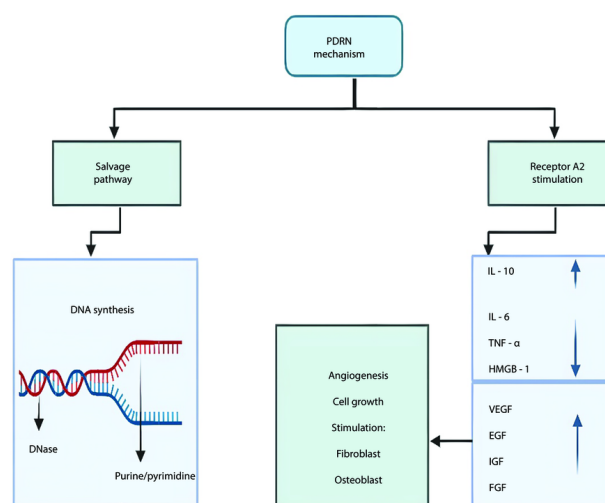 PDRN
mechanism
Salvage
pathway
Receptor A2
stimulation
DNA synthesis
DNase
Purine/pyrimidine
IL - 10
IL - 6
TNF - α
HMGB - 1
VEGF
EGF
IGF
FGF
Angiogenesis
Cell growth
Stimulation:
Fibroblast
Osteoblast